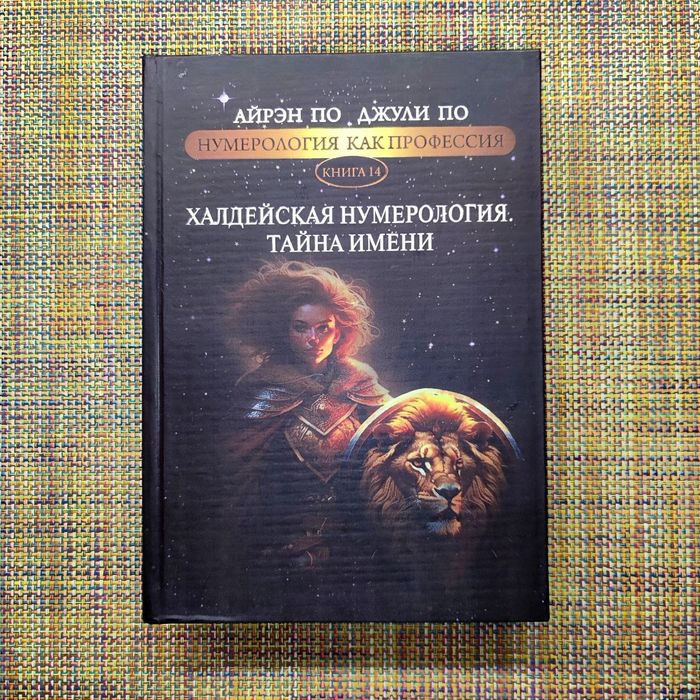 АЙРЭН ПО ДЖУЛИ ПО
НУМЕРОЛОГИЯ КАК ПРОФЕССИЯ
КНИГА 14
ХАЛДЕЙСКАЯ НУМЕРОЛОГИЯ.
ТАЙНА ИМЕНИ